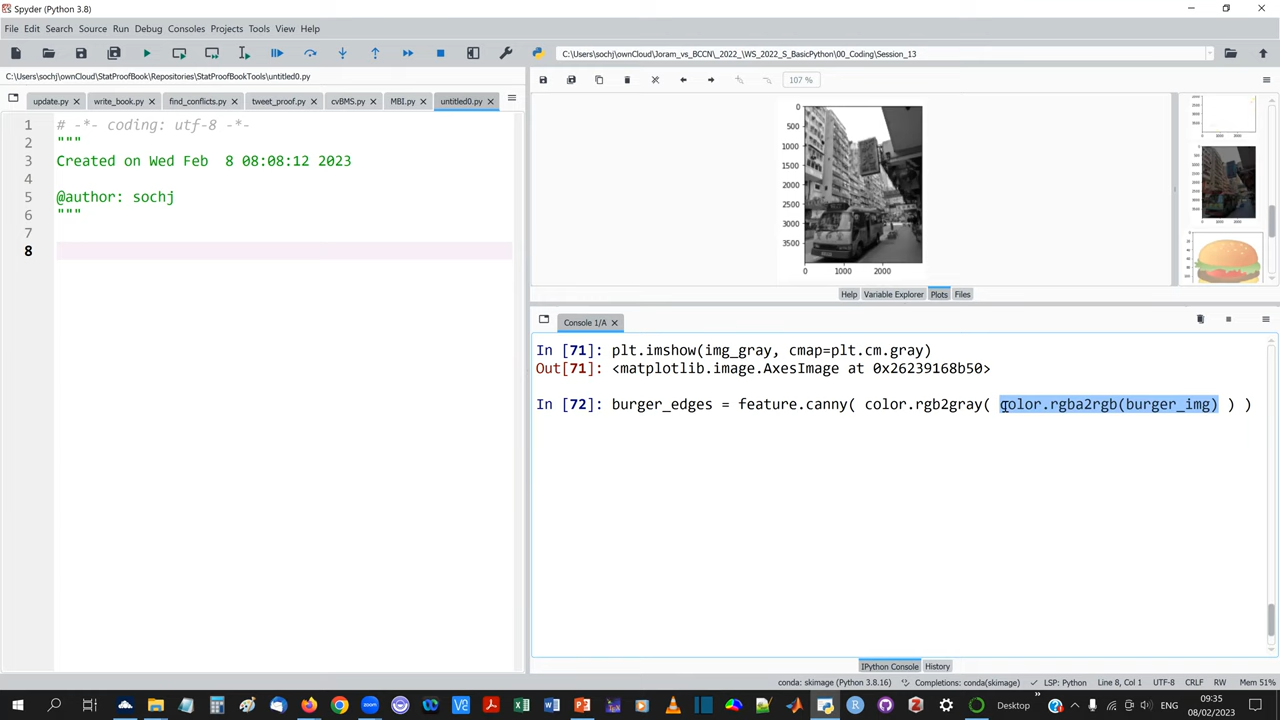 Spyder (Python 3.8)
File Edit Search Source Run Debug Consoles Projects Tools View Help
C:\Users\sochj\ownCloud\Joram_vs_BCCN\_2022_\WS_2022_S_BasicPython\00_Coding\Session_13
C:\Users\sochj\ownCloud\StatProofBook\Repositories\StatProofBookTools\untitled0.py
107 %
update.py write_book.py find_conflicts.py tweet_proof.py cvBMS.py MBI.py untitled0.py
1 # -*- coding: utf-8 -*-
2 """
3 Created on Wed Feb  8 08:08:12 2023
4
5 @author: sochj
6 """
7
8
0
500
1000
1500
2000
2500
3000
3500
0 1000 2000
Help Variable Explorer Plots Files
Console 1/A
In [71]: plt.imshow(img_gray, cmap=plt.cm.gray)
Out[71]: <matplotlib.image.AxesImage at 0x26239168b50>
In [72]: burger_edges = feature.canny( color.rgb2gray( color.rgba2rgb(burger_img) ) )
IPython Console History
conda: skimage (Python 3.8.16) Completions: conda(skimage) LSP: Python Line 8, Col 1 UTF-8 CRLF RW Mem 51%
Desktop ENG 09:35
08/02/2023